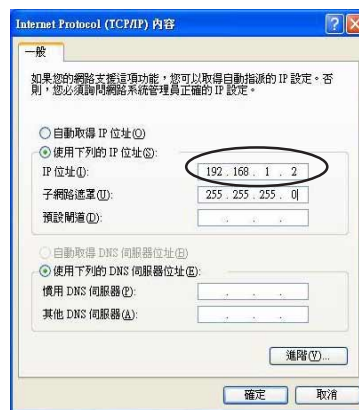 Internet Protocol (TCP/IP) 內容
一般
如果您的網路支援這項功能，您可以取得自動指派的 IP 設定。否
則，您必須詢問網路系統管理員正確的 IP 設定。
自動取得 IP 位址(O)
使用下列的 IP 位址(S):
IP 位址(I): 192 . 168 . 1 . 2
子網路遮罩(U): 255 . 255 . 255 . 0
預設閘道(D): . . .
自動取得 DNS 伺服器位址(B)
使用下列的 DNS 伺服器位址(E):
慣用 DNS 伺服器(P): . . .
其他 DNS 伺服器(A): . . .
進階(V)...
確定 取消